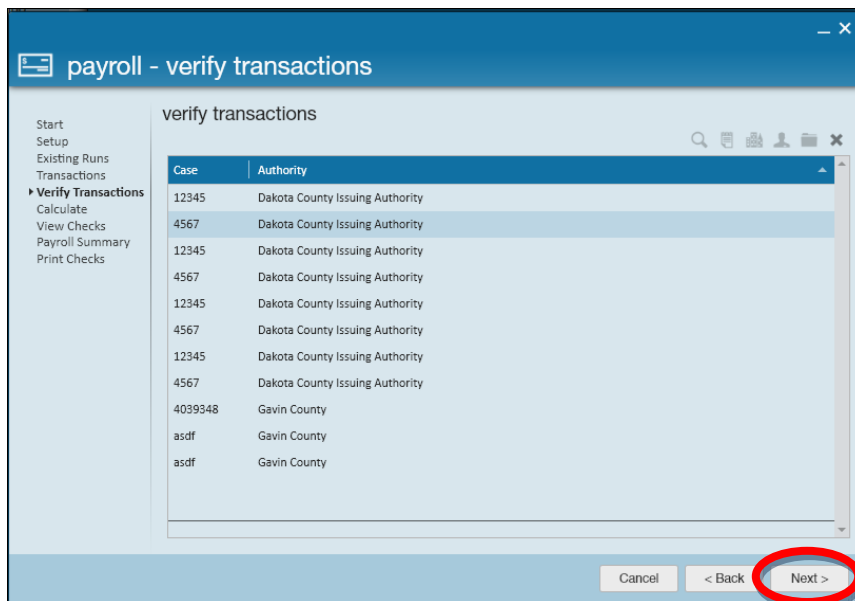 payroll - verify transactions
Start
Setup
Existing Runs
Transactions
Verify Transactions
Calculate
View Checks
Payroll Summary
Print Checks
verify transactions
Case Authority
12345 Dakota County Issuing Authority
4567 Dakota County Issuing Authority
12345 Dakota County Issuing Authority
4567 Dakota County Issuing Authority
12345 Dakota County Issuing Authority
4567 Dakota County Issuing Authority
12345 Dakota County Issuing Authority
4567 Dakota County Issuing Authority
4039348 Gavin County
asdf Gavin County
asdf Gavin County
Cancel < Back Next >